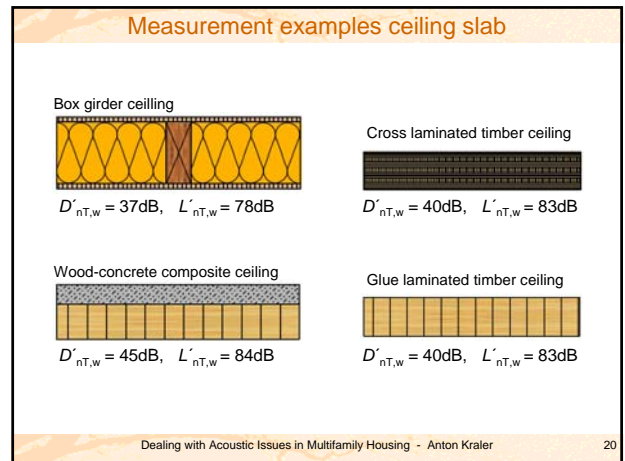 Measurement examples ceiling slab
Box girder ceilling
D´nT,w = 37dB, L´nT,w = 78dB
Cross laminated timber ceiling
D´nT,w = 40dB, L´nT,w = 83dB
Wood-concrete composite ceiling
D´nT,w = 45dB, L´nT,w = 84dB
Glue laminated timber ceiling
D´nT,w = 40dB, L´nT,w = 83dB
Dealing with Acoustic Issues in Multifamily Housing - Anton Kraler 20